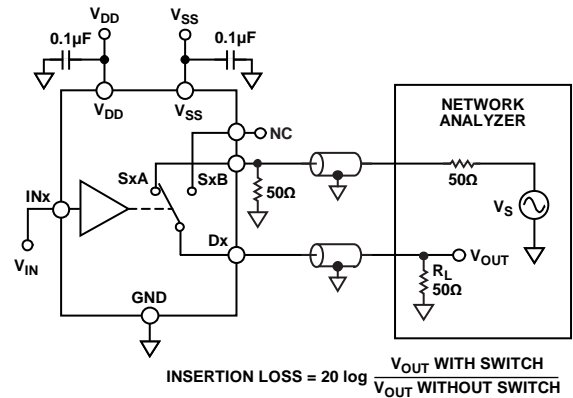 VDD
VSS
0.1µF
0.1µF
VDD
VSS
NC
NETWORK
ANALYZER
SxA
SxB
50Ω
50Ω
INx
VS
Dx
VOUT
VIN
RL
50Ω
GND
INSERTION LOSS = 20 log VOUT WITH SWITCH
VOUT WITHOUT SWITCH